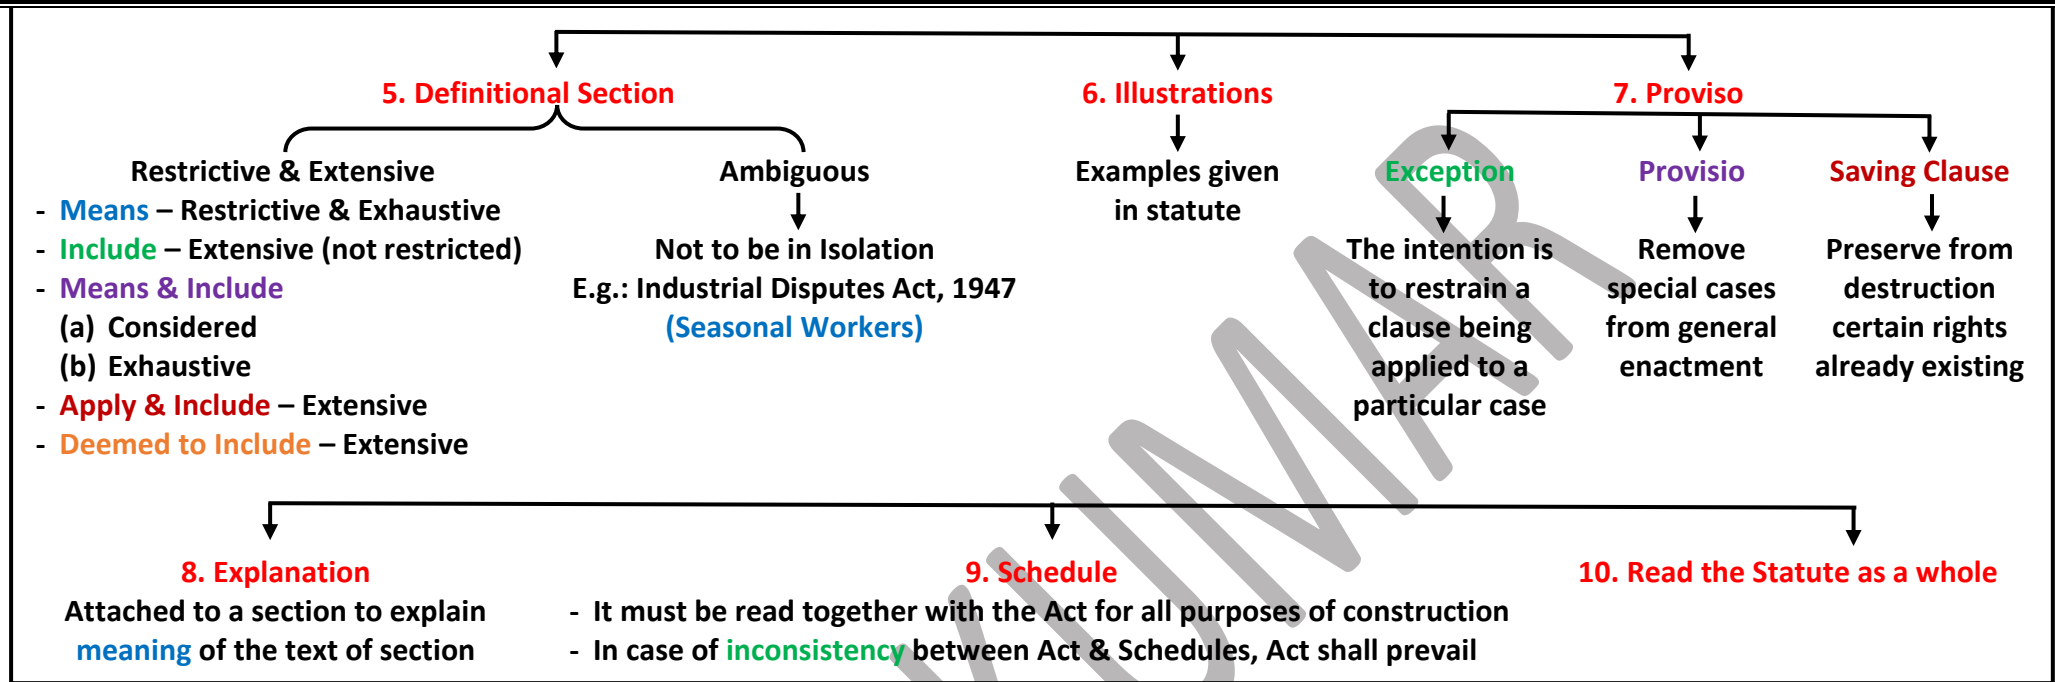 5. Definitional Section
Restrictive & Extensive
- Means – Restrictive & Exhaustive
- Include – Extensive (not restricted)
- Means & Include
(a) Considered
(b) Exhaustive
- Apply & Include – Extensive
- Deemed to Include – Extensive
Ambiguous
Not to be in Isolation
E.g.: Industrial Disputes Act, 1947
(Seasonal Workers)
6. Illustrations
Examples given
in statute
7. Proviso
Exception
The intention is
to restrain a
clause being
applied to a
particular case
Provisio
Remove
special cases
from general
enactment
Saving Clause
Preserve from
destruction
certain rights
already existing
8. Explanation
Attached to a section to explain
meaning of the text of section
9. Schedule
- It must be read together with the Act for all purposes of construction
- In case of inconsistency between Act & Schedules, Act shall prevail
10. Read the Statute as a whole
KUMAR